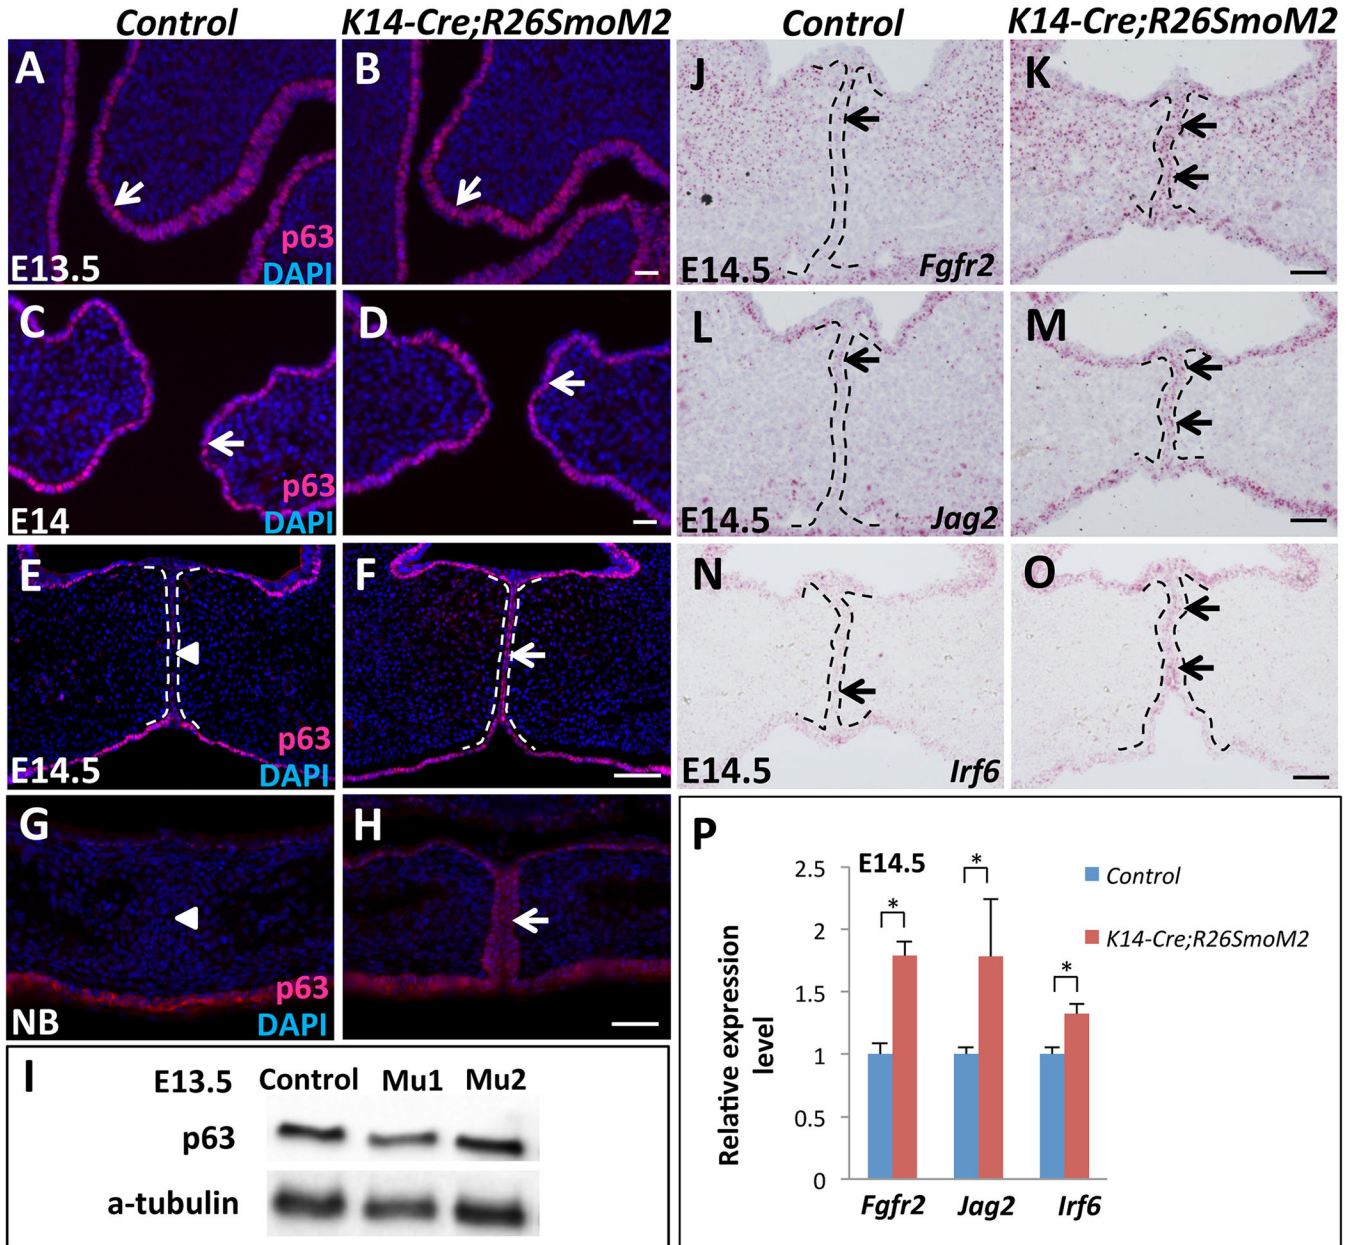 Control K14-Cre;R26SmoM2 Control K14-Cre;R26SmoM2
A
p63
E13.5 DAPI
B
C
p63
E14 DAPI
D
E
p63
E14.5 DAPI
F
G
p63
NB DAPI
H
I
E13.5 Control Mu1 Mu2
p63
a-tubulin
J
E14.5 Fgfr2
K
L
E14.5 Jag2
M
N
E14.5 Irf6
O
P
E14.5
Control
K14-Cre;R26SmoM2
*
*
*
Relative expression
level
2.5
2
1.5
1
0.5
0
Fgfr2 Jag2 Irf6